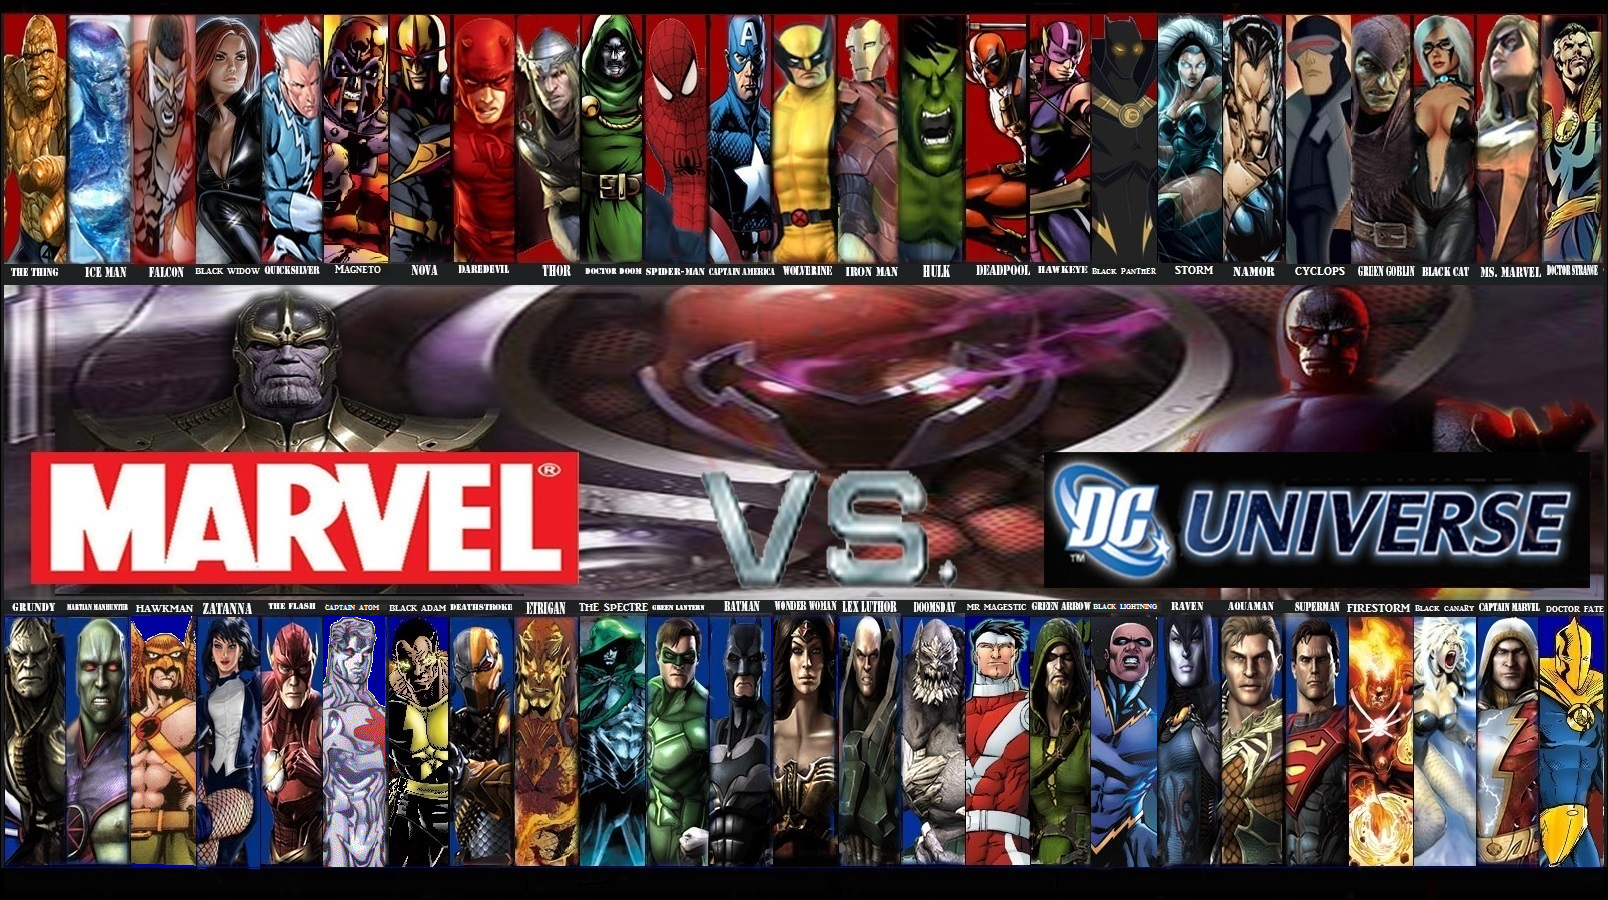 THE THING ICE MAN FALCON BLACK WIDOW QUICKSILVER MAGNETO NOVA DAREDEVIL THOR DOCTOR DOOM SPIDER-MAN CAPTAIN AMERICA WOLVERINE IRON MAN HULK DEADPOOL HAWKEYE BLACK PANTHER STORM NAMOR CYCLOPS GREEN GOBLIN BLACK CAT MS. MARVEL DOCTOR STRANGE
A
MARVEL® VS. DC™ UNIVERSE
GRUNDY MARTIAN MANHUNTER HAWKMAN ZATANNA THE FLASH CAPTAIN ATOM BLACK ADAM DEATHSTROKE ETRIGAN THE SPECTRE GREEN LANTERN BATMAN WONDER WOMAN LEX LUTHOR DOOMSDAY MR MAGESTIC GREEN ARROW BLACK LIGHTNING RAVEN AQUAMAN SUPERMAN FIRESTORM BLACK CANARY CAPTAIN MARVEL DOCTOR FATE